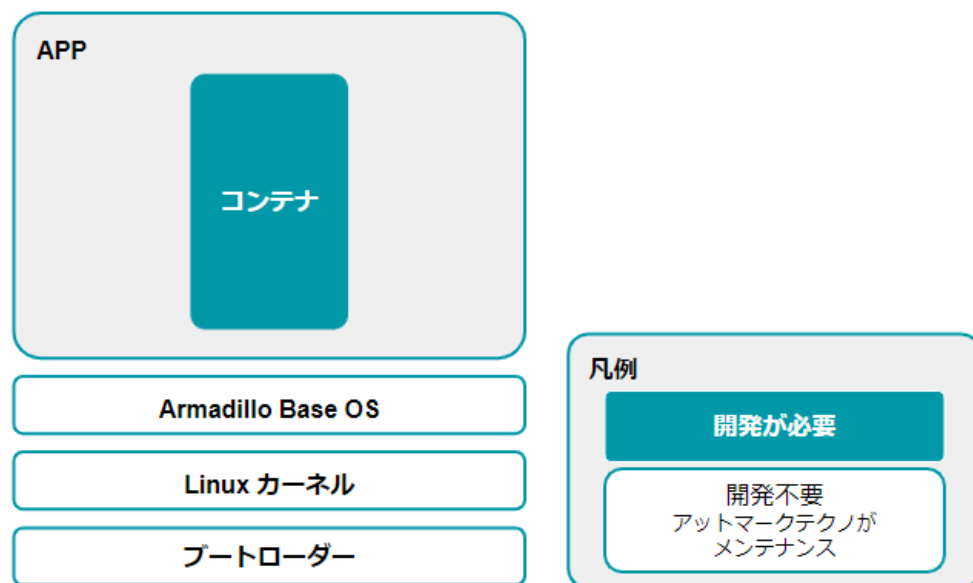 APP
コンテナ
Armadillo Base OS
Linux カーネル
ブートローダー
凡例
開発が必要
開発不要
アットマークテクノが
メンテナンス